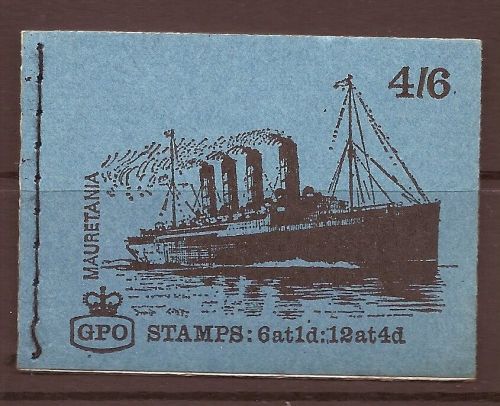 4/6
MAURETANIA
GPO STAMPS: 6at1d:12at4d